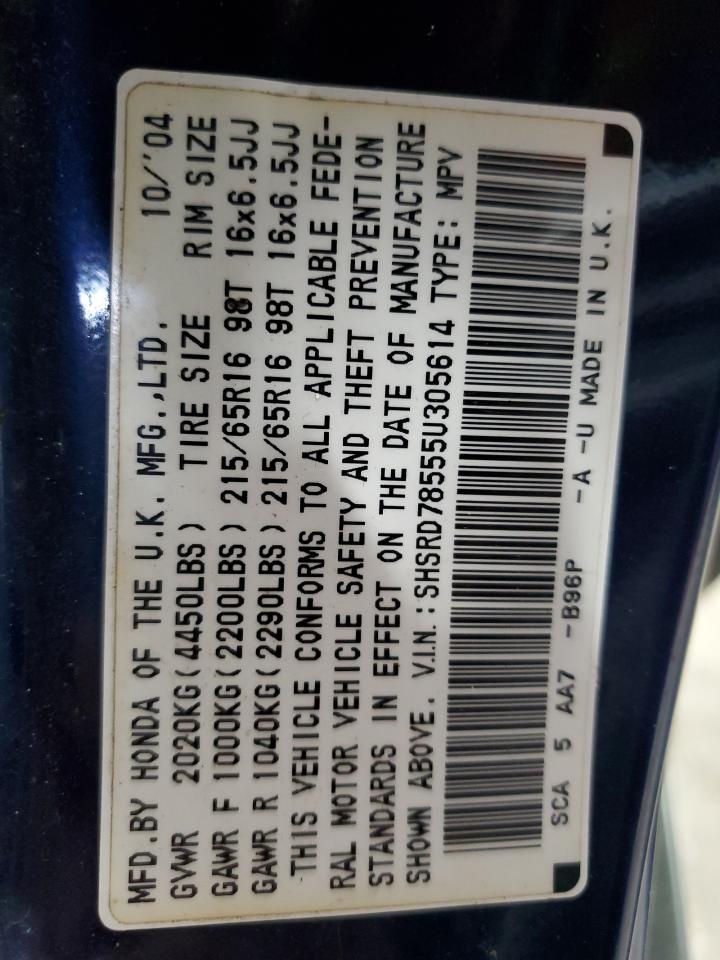 MFD.BY HONDA OF THE U.K. MFG.,LTD. 10/'04
GVWR 2020KG(4450LBS) TIRE SIZE RIM SIZE
GAWR F 1000KG(2200LBS) 215/65R16 98T 16x6.5JJ
GAWR R 1040KG(2290LBS) 215/65R16 98T 16x6.5JJ
THIS VEHICLE CONFORMS TO ALL APPLICABLE FEDE-
RAL MOTOR VEHICLE SAFETY AND THEFT PREVENTION
STANDARDS IN EFFECT ON THE DATE OF MANUFACTURE
SHOWN ABOVE. V.I.N.:SHSRD78555U305614 TYPE: MPV
SCA 5 AA7 -B96P -A -U MADE IN U.K.